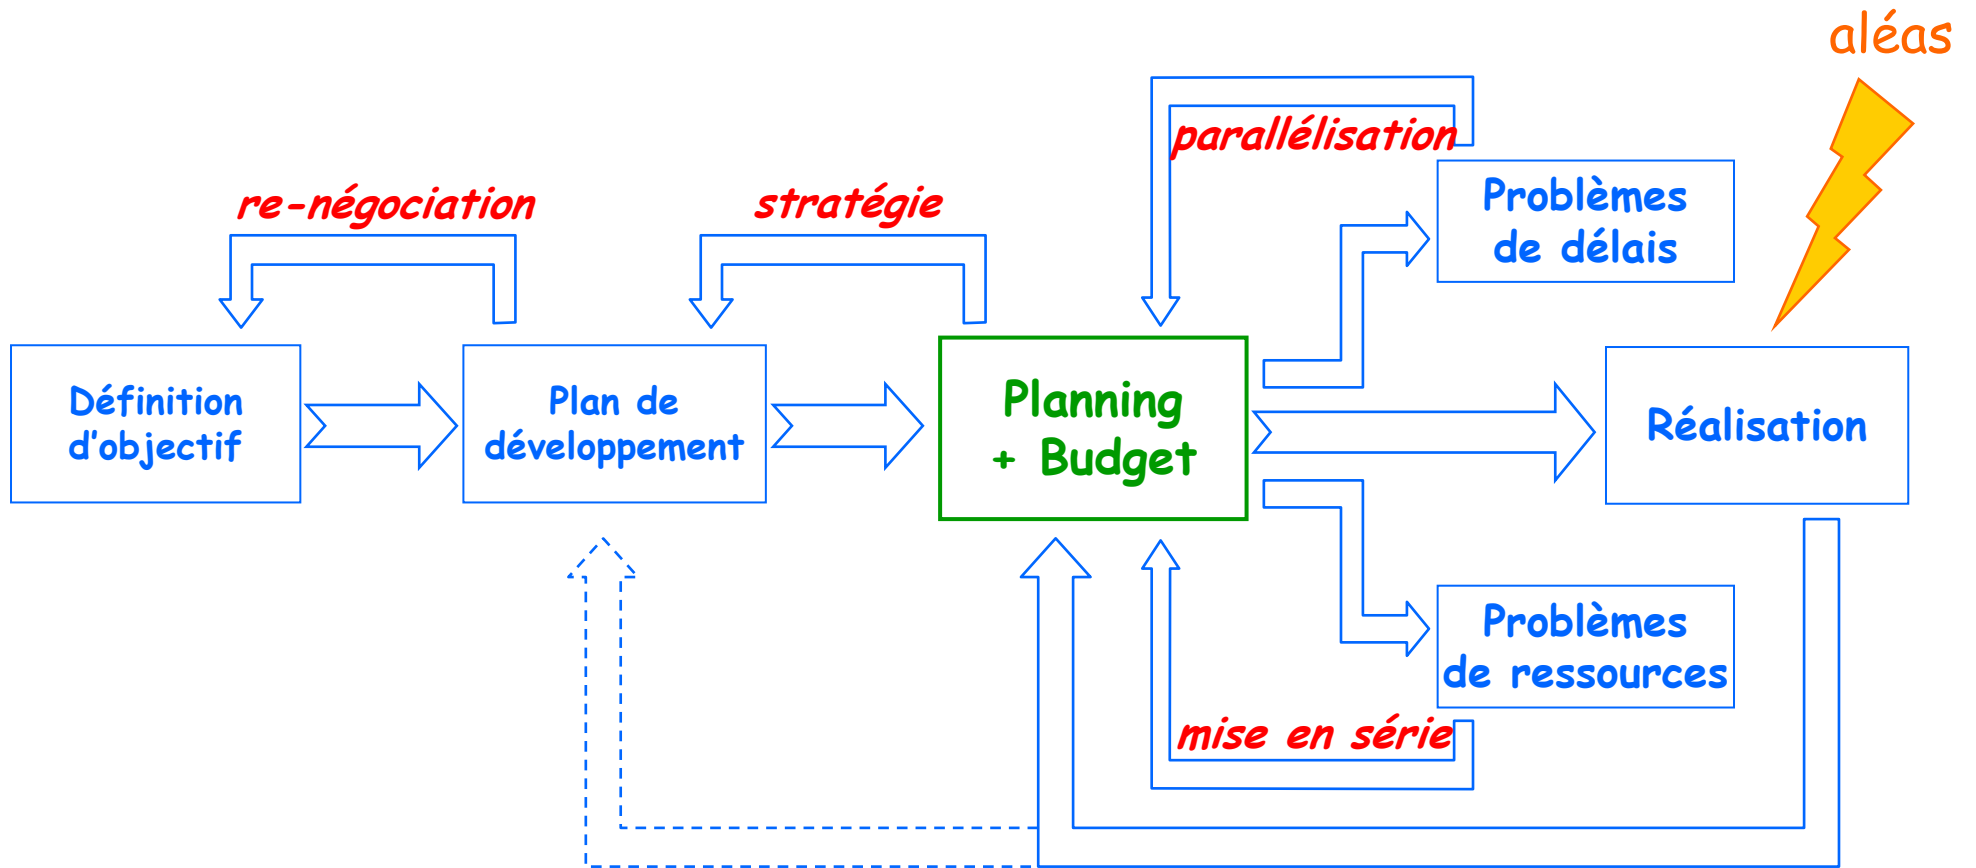 aléas
parallélisation
Problèmes
de délais
re-négociation
stratégie
Définition
d'objectif
Plan de
développement
Planning
+ Budget
Réalisation
Problèmes
de ressources
mise en série